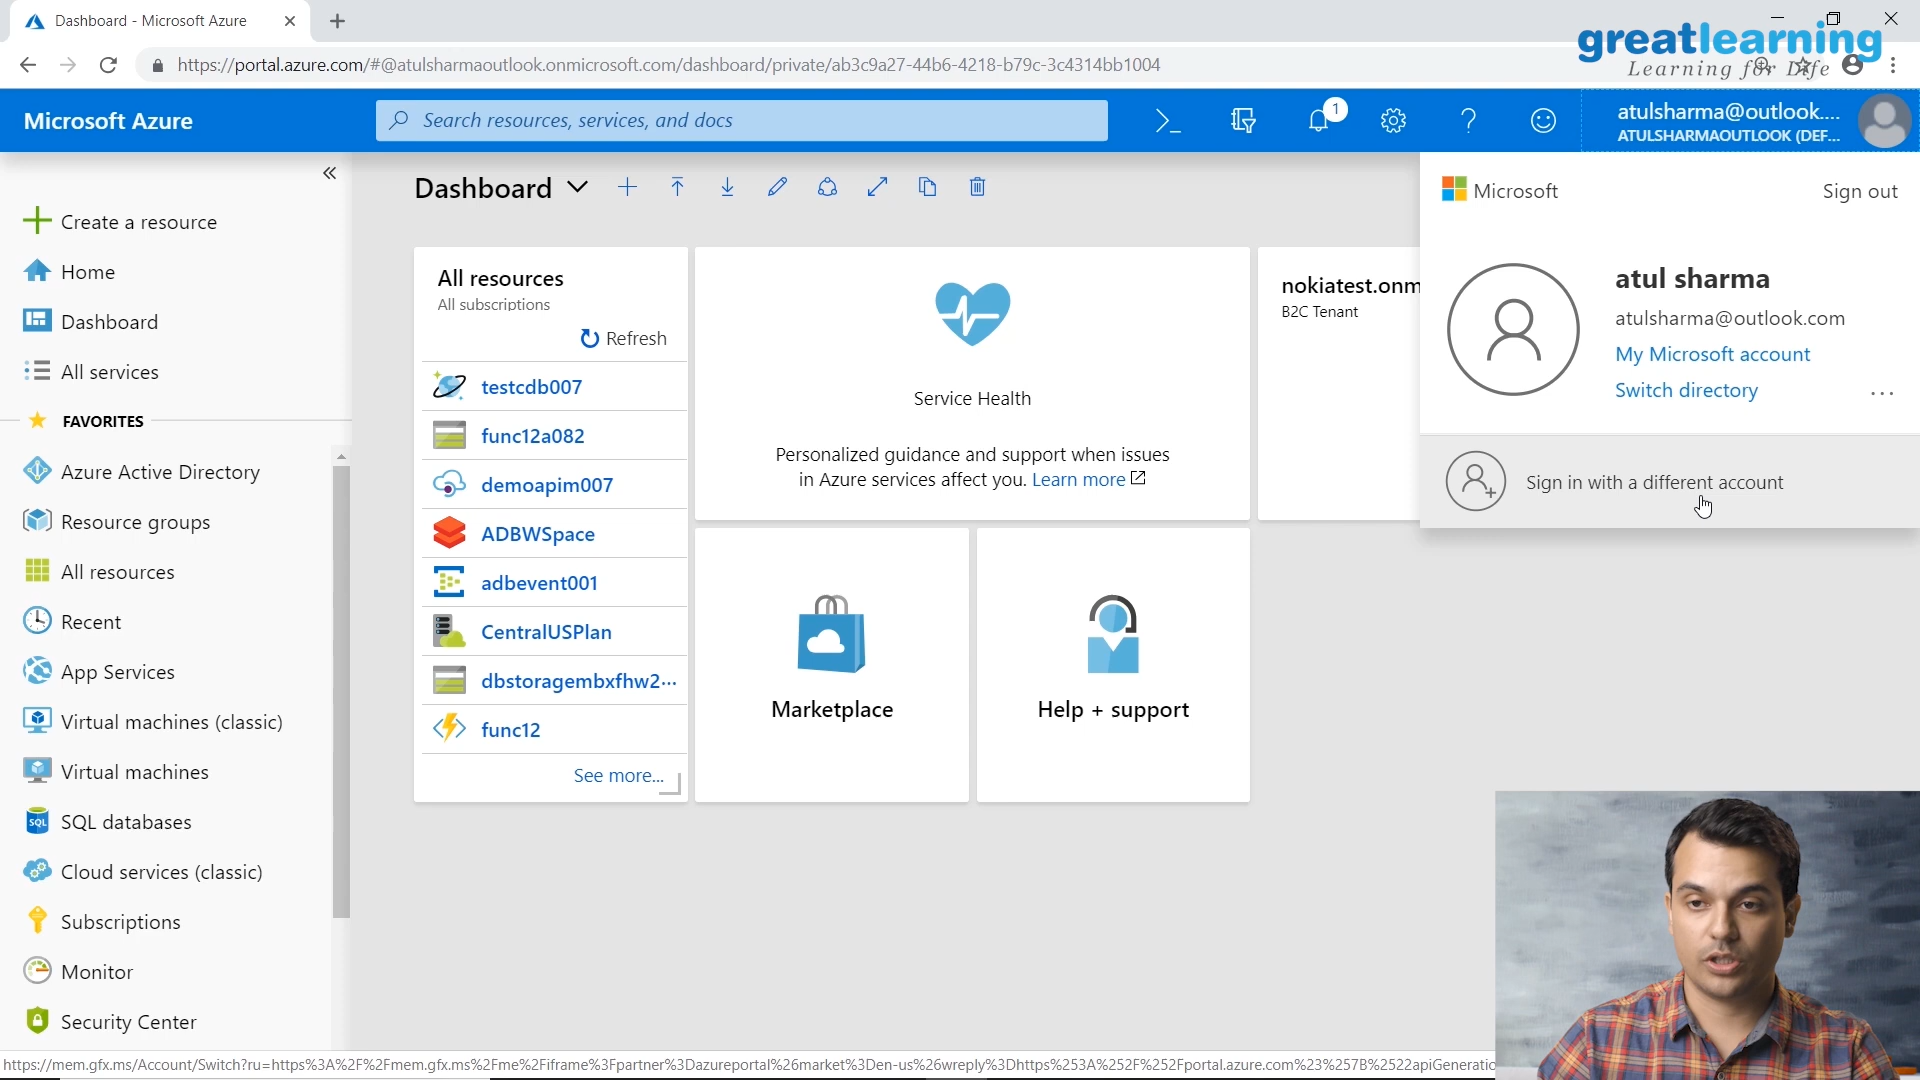 Dashboard - Microsoft Azure
https://portal.azure.com/#@atulsharmaoutlook.onmicrosoft.com/dashboard/private/ab3c9a27-44b6-4218-b79c-3c4314bb1004
greatlearning
Learning for Life
Microsoft Azure
Search resources, services, and docs
1
atulsharma@outlook....
ATULSHARMAOUTLOOK (DEF...
Create a resource
Home
Dashboard
All services
FAVORITES
Azure Active Directory
Resource groups
All resources
Recent
App Services
Virtual machines (classic)
Virtual machines
SQL
SQL databases
Cloud services (classic)
Subscriptions
Monitor
Security Center
Dashboard
All resources
All subscriptions
Refresh
testcdb007
func12a082
demoapim007
ADBWSpace
adbevent001
CentralUSPlan
dbstoragembxfhw2...
func12
See more...
Service Health
Personalized guidance and support when issues
in Azure services affect you. Learn more
Marketplace
Help + support
nokiatest.onm
B2C Tenant
Microsoft
Sign out
atul sharma
atulsharma@outlook.com
My Microsoft account
Switch directory
...
Sign in with a different account
https://mem.gfx.ms/Account/Switch?ru=https%3A%2F%2Fmem.gfx.ms%2Fme%2Fiframe%3Fpartner%3Dazureportal%26market%3Den-us%26wreply%3Dhttps%253A%252F%252Fportal.azure.com%23%257B%2522apiGeneratio